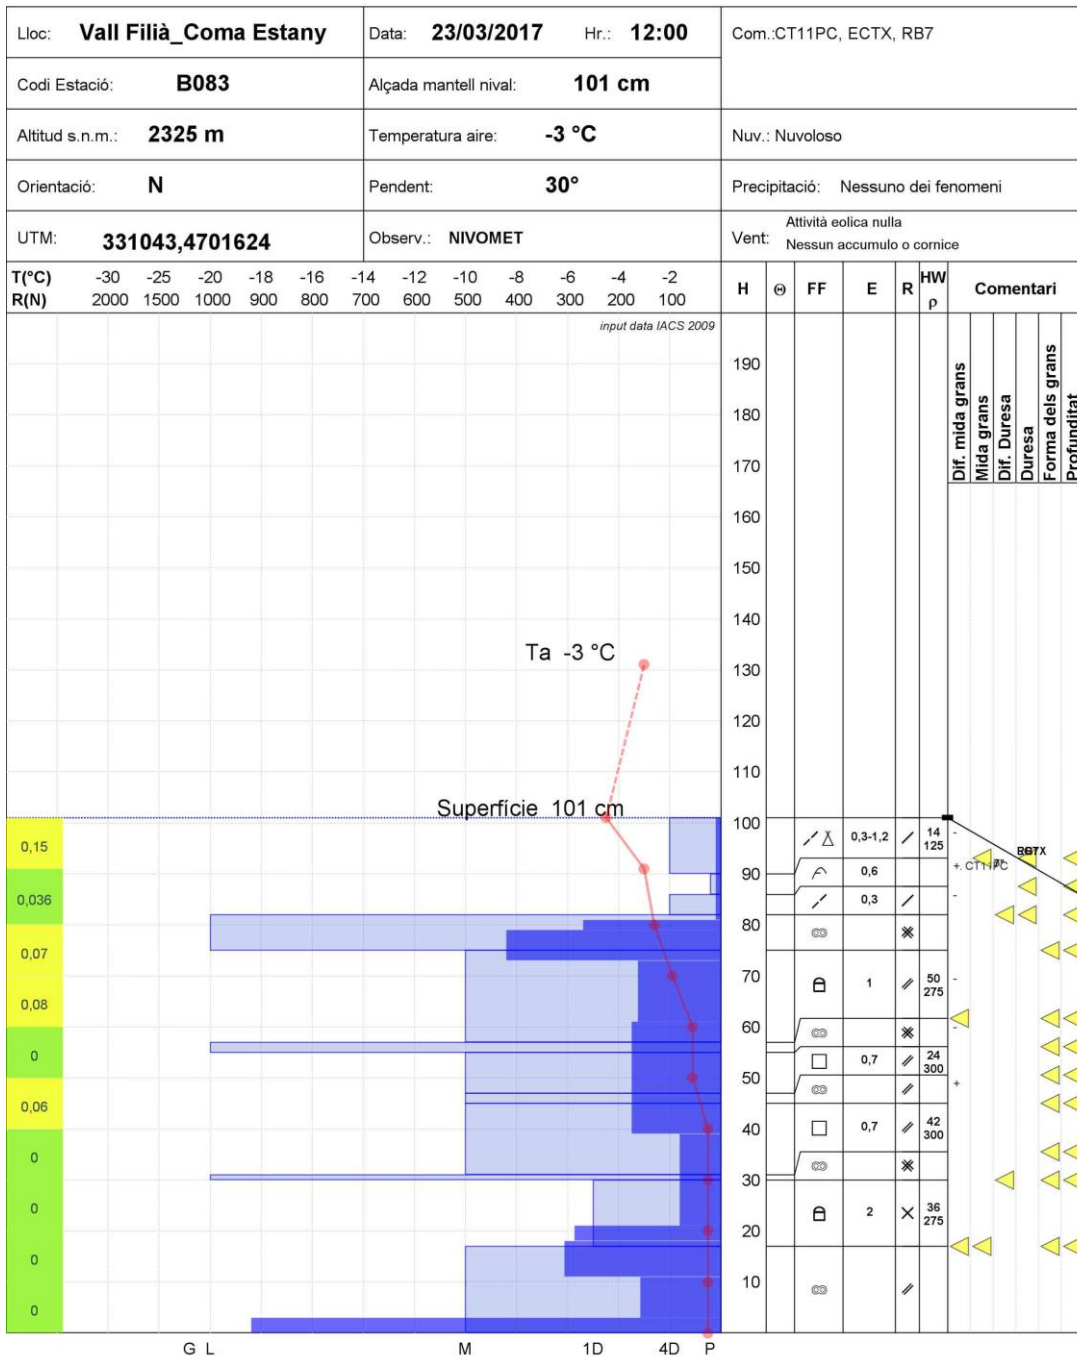 Lloc: Vall Filià_Coma Estany Data: 23/03/2017 Hr.: 12:00 Com.:CT11PC, ECTX, RB7
Codi Estació: B083 Alçada mantell nival: 101 cm
Altitud s.n.m.: 2325 m Temperatura aire: -3 °C Nuv.: Nuvoloso
Orientació: N Pendent: 30° Precipitació: Nessuno dei fenomeni
UTM: 331043,4701624 Observ.: NIVOMET Vent: Attività eolica nulla
Nessun accumulo o cornice
T(°C) -30 -25 -20 -18 -16 -14 -12 -10 -8 -6 -4 -2
R(N) 2000 1500 1000 900 800 700 600 500 400 300 200 100
H Θ FF E R HW ρ Comentari
input data IACS 2009
Dif. mida grans
Mida grans
Dif. Duresa
Duresa
Forma dels grans
Profunditat
190
180
170
160
150
140
Ta -3 °C
130
120
110
Superfície 101 cm
100
0,15 0,3-1,2 14 125 -
90 0,6 + CT11PC
0,036 0,3 -
80
0,07
70 1 50 275 -
0,08
60 -
0 0,7 24 300
50 +
0,06
40 0,7 42 300
0
30
0 2 36 275
20
0
10
0
G L M 1D 4D P